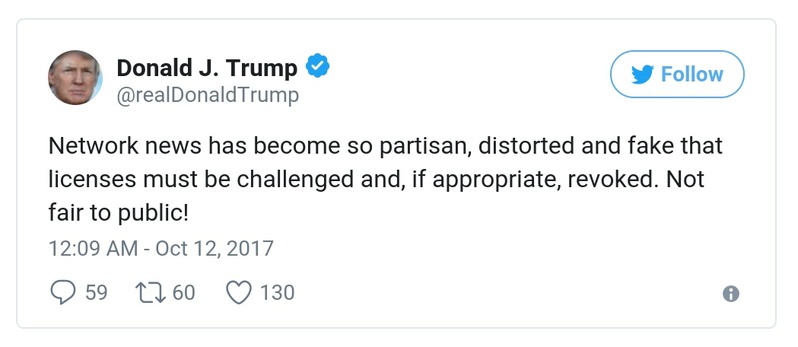 Donald J. Trump
Follow
@realDonaldTrump
Network news has become so partisan, distorted and fake that
licenses must be challenged and, if appropriate, revoked. Not
fair to public!
12:09 AM - Oct 12, 2017
59 60 130